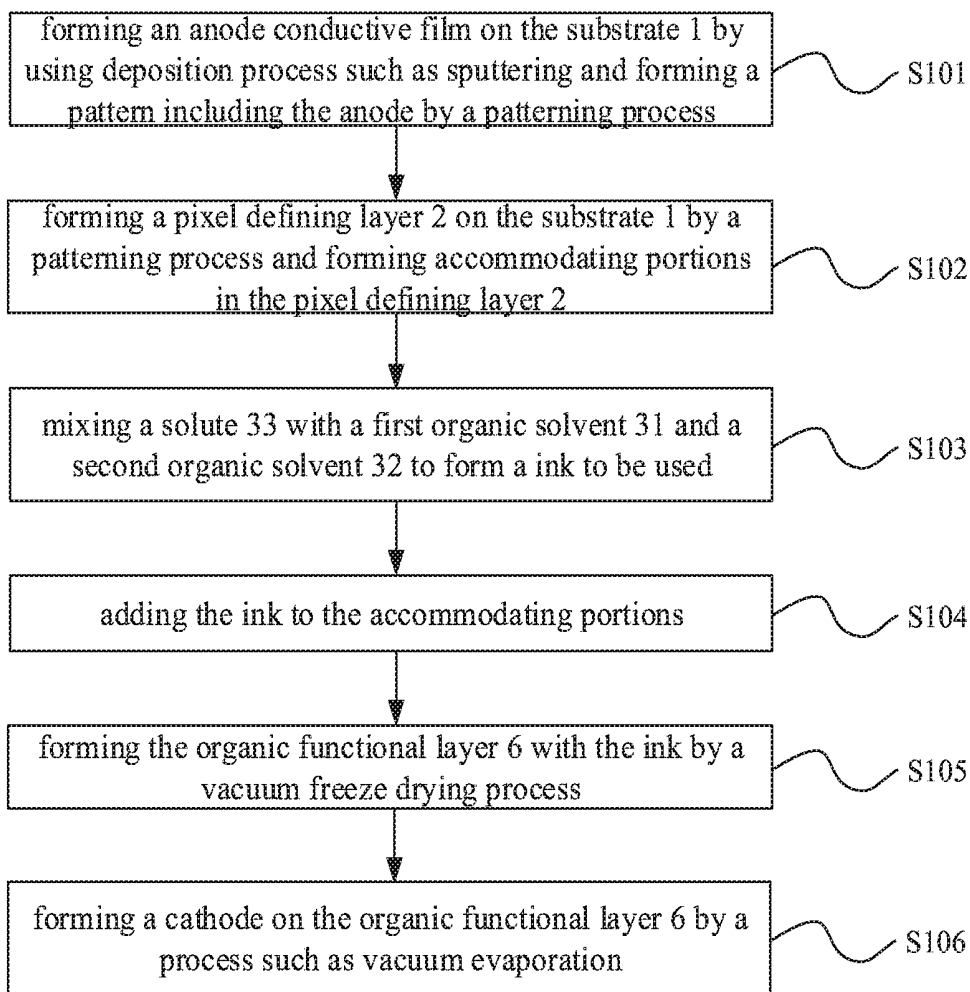 forming an anode conductive film on the substrate 1 by
using deposition process such as sputtering and forming a
pattern including the anode by a patterning process
S101
forming a pixel defining layer 2 on the substrate 1 by a
patterning process and forming accommodating portions
in the pixel defining layer 2
S102
mixing a solute 33 with a first organic solvent 31 and a
second organic solvent 32 to form a ink to be used
S103
adding the ink to the accommodating portions
S104
forming the organic functional layer 6 with the ink by a
vacuum freeze drying process
S105
forming a cathode on the organic functional layer 6 by a
process such as vacuum evaporation
S106